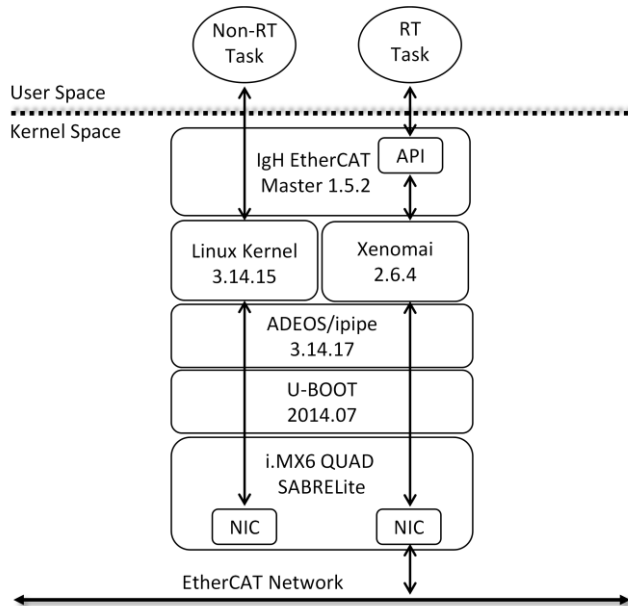 Non-RT
Task
RT
Task
User Space
Kernel Space
IgH EtherCAT
Master 1.5.2
API
Linux Kernel
3.14.15
Xenomai
2.6.4
ADEOS/ipipe
3.14.17
U-BOOT
2014.07
i.MX6 QUAD
SABRELite
NIC
NIC
EtherCAT Network